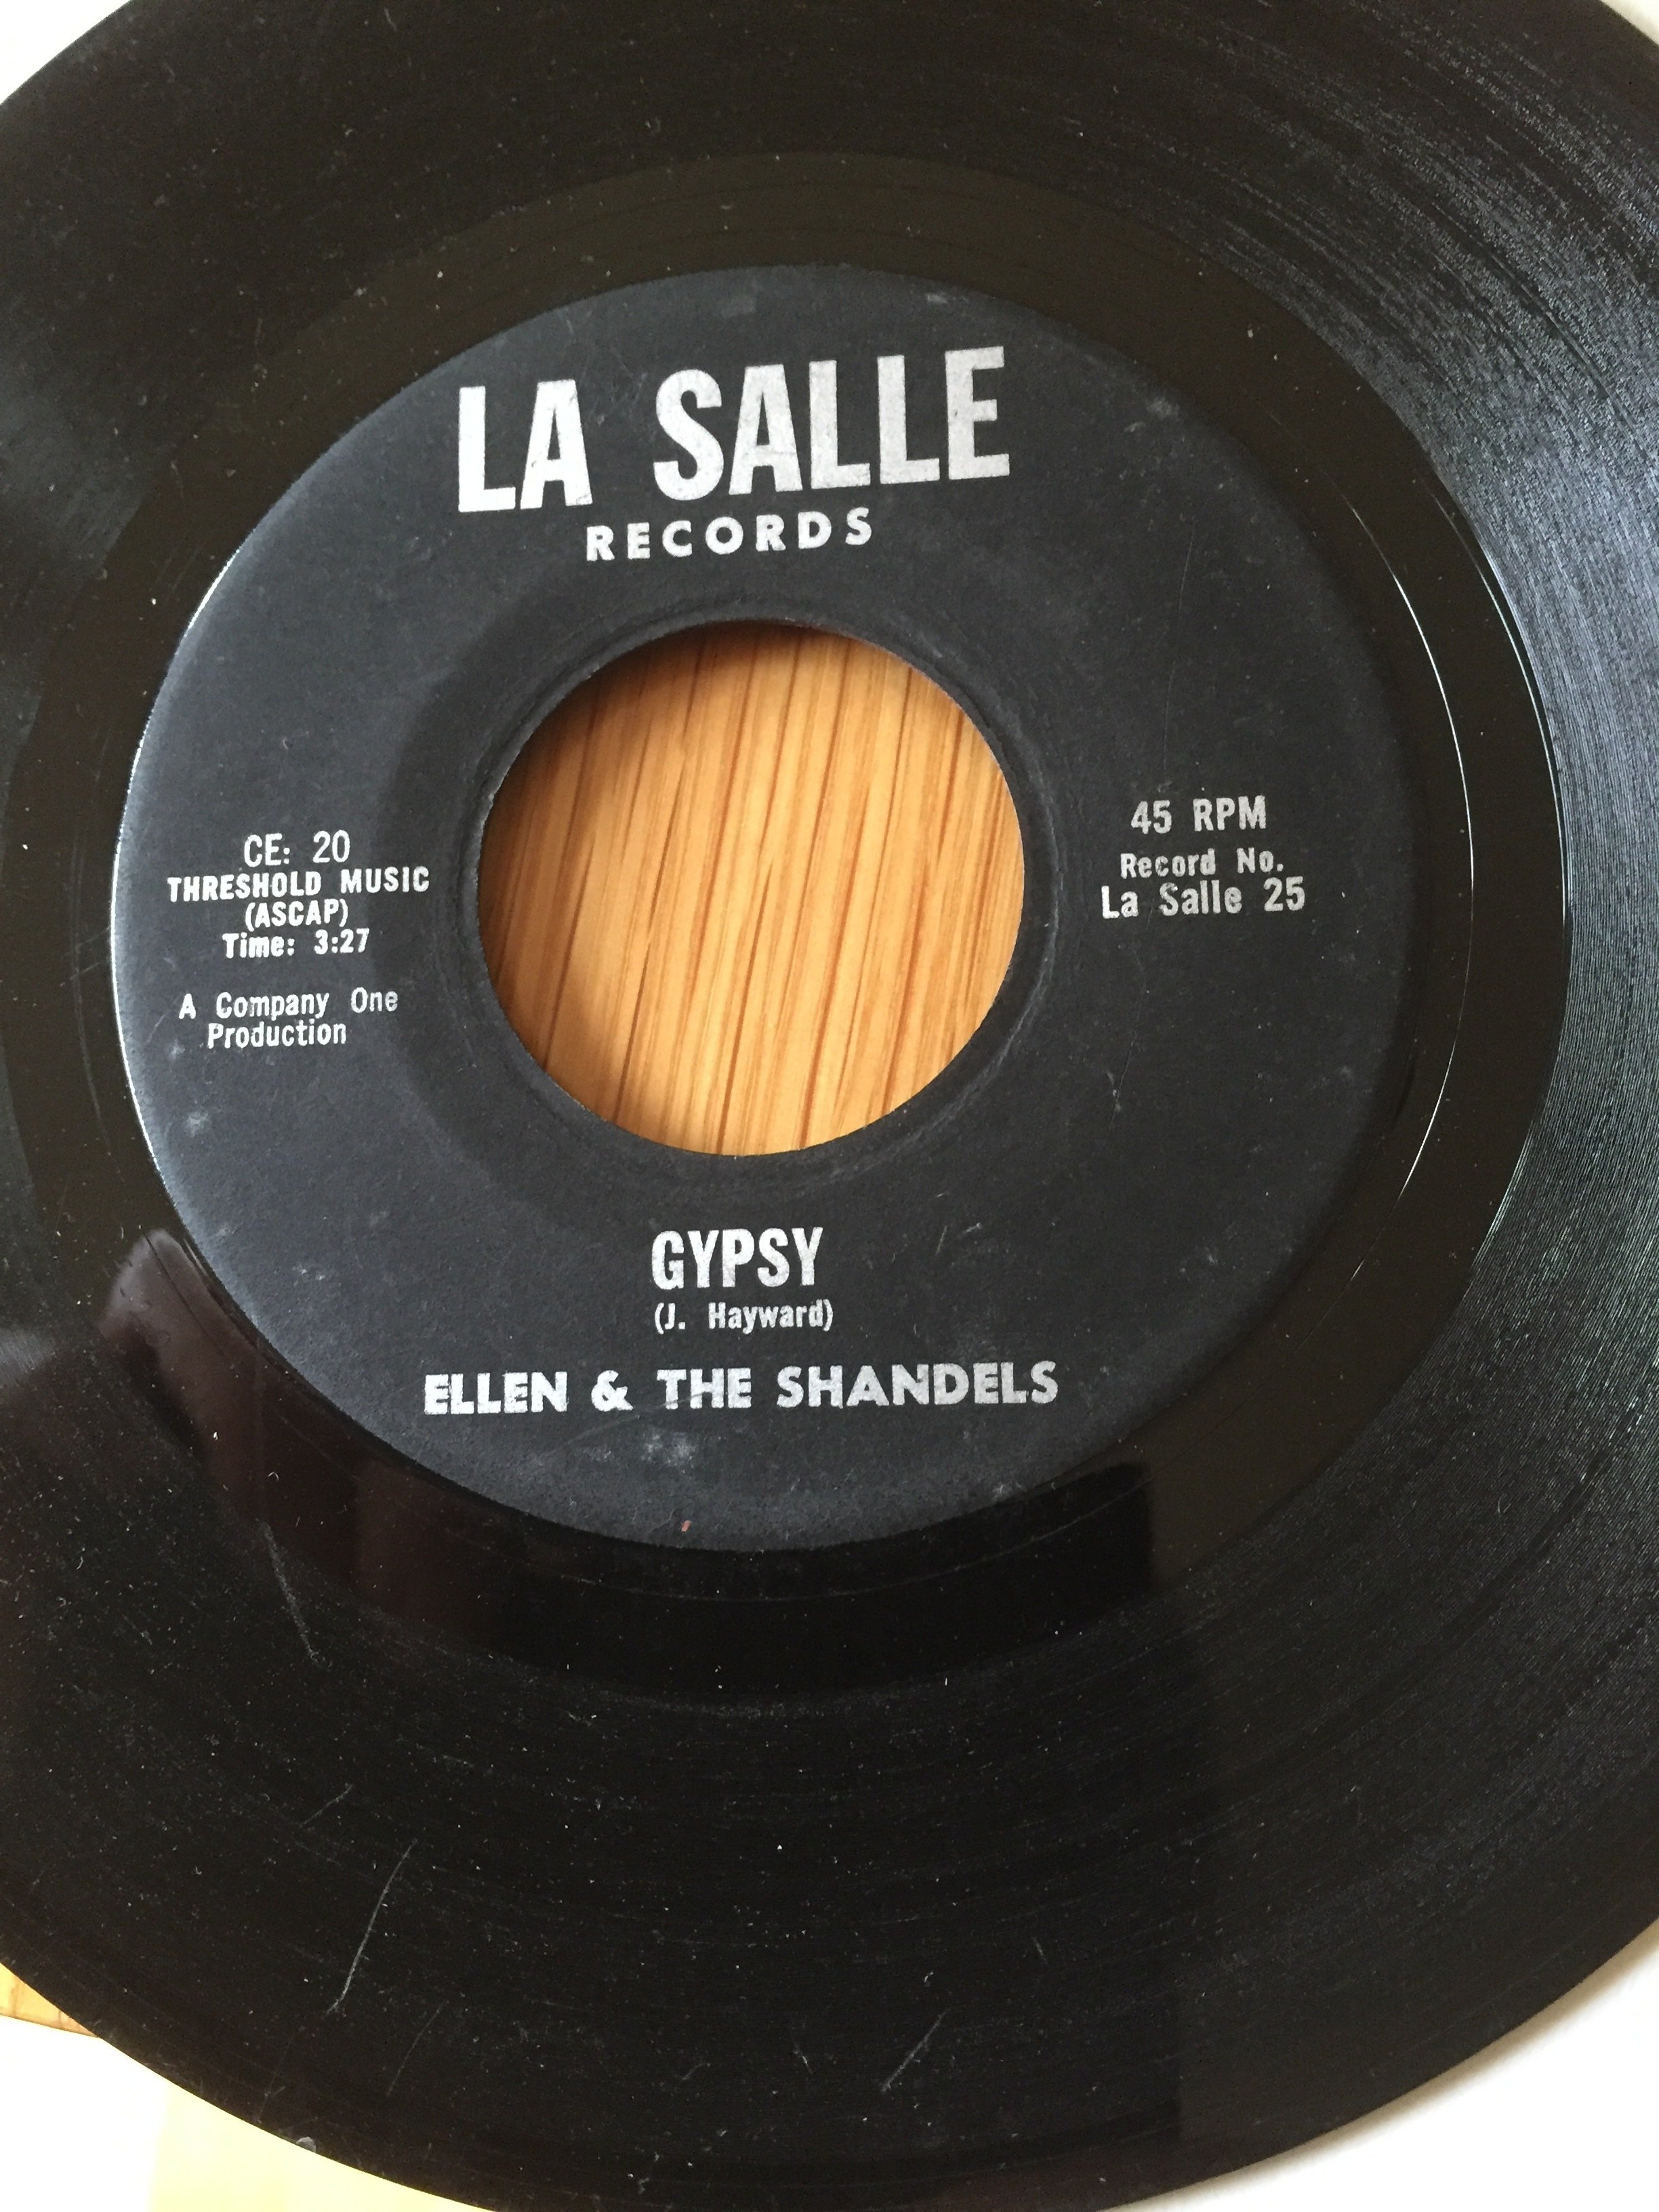 LA SALLE
RECORDS
CE: 20
THRESHOLD MUSIC
(ASCAP)
Time: 3:27
A Company One
Production
45 RPM
Record No.
La Salle 25
GYPSY
(J. Hayward)
ELLEN & THE SHANDELS